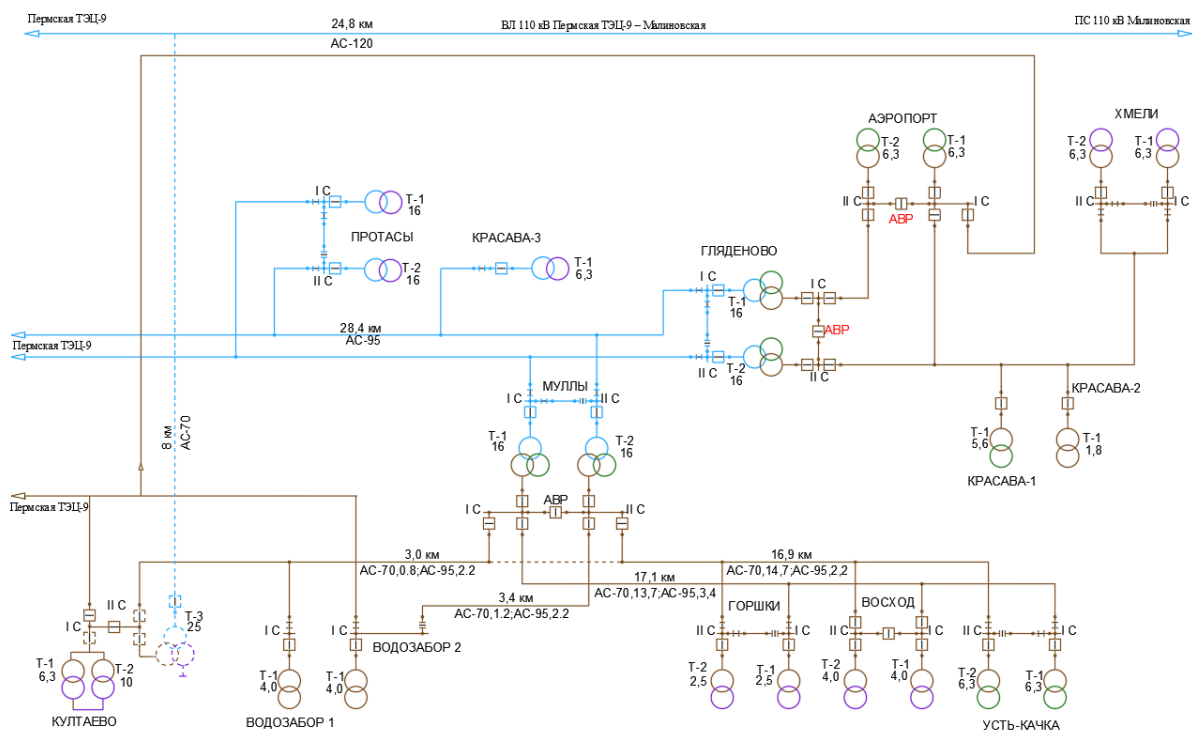 Пермская ТЭЦ-9
24,8 км
ВЛ 110 кВ Пермская ТЭЦ-9 – Малиновская
ПС 110 кВ Малиновская
АС-120
АЭРОПОРТ
ХМЕЛИ
Т-2
6,3
Т-1
6,3
Т-2
6,3
Т-1
6,3
I С
Т-1
16
II С
АВР
I С
II С
I С
ПРОТАСЫ
КРАСАВА-3
ГЛЯДЕНОВО
Т-2
16
II С
Т-1
6,3
I С
Т-1
16
I С
АВР
28,4 км
АС-95
Пермская ТЭЦ-9
II С
Т-2
16
II С
МУЛЛЫ
I С
II С
КРАСАВА-2
8 км
АС-70
Т-1
16
Т-2
16
Т-1
5,6
Т-1
1,8
КРАСАВА-1
Пермская ТЭЦ-9
АВР
I С
II С
3,0 км
АС-70,0.8;АС-95,2.2
16,9 км
АС-70,14,7;АС-95,2,2
17,1 км
АС-70,13,7;АС-95,3,4
3,4 км
АС-70,1.2;АС-95,2.2
ГОРШКИ
ВОСХОД
II С
Т-3
25
I С
I С
I С
ВОДОЗАБОР 2
II С
I С
II С
I С
II С
I С
Т-1
6,3
Т-2
10
Т-1
4,0
Т-1
4,0
Т-2
2,5
Т-1
2,5
Т-2
4,0
Т-1
4,0
Т-2
6,3
Т-1
6,3
КУЛТАЕВО
ВОДОЗАБОР 1
УСТЬ-КАЧКА